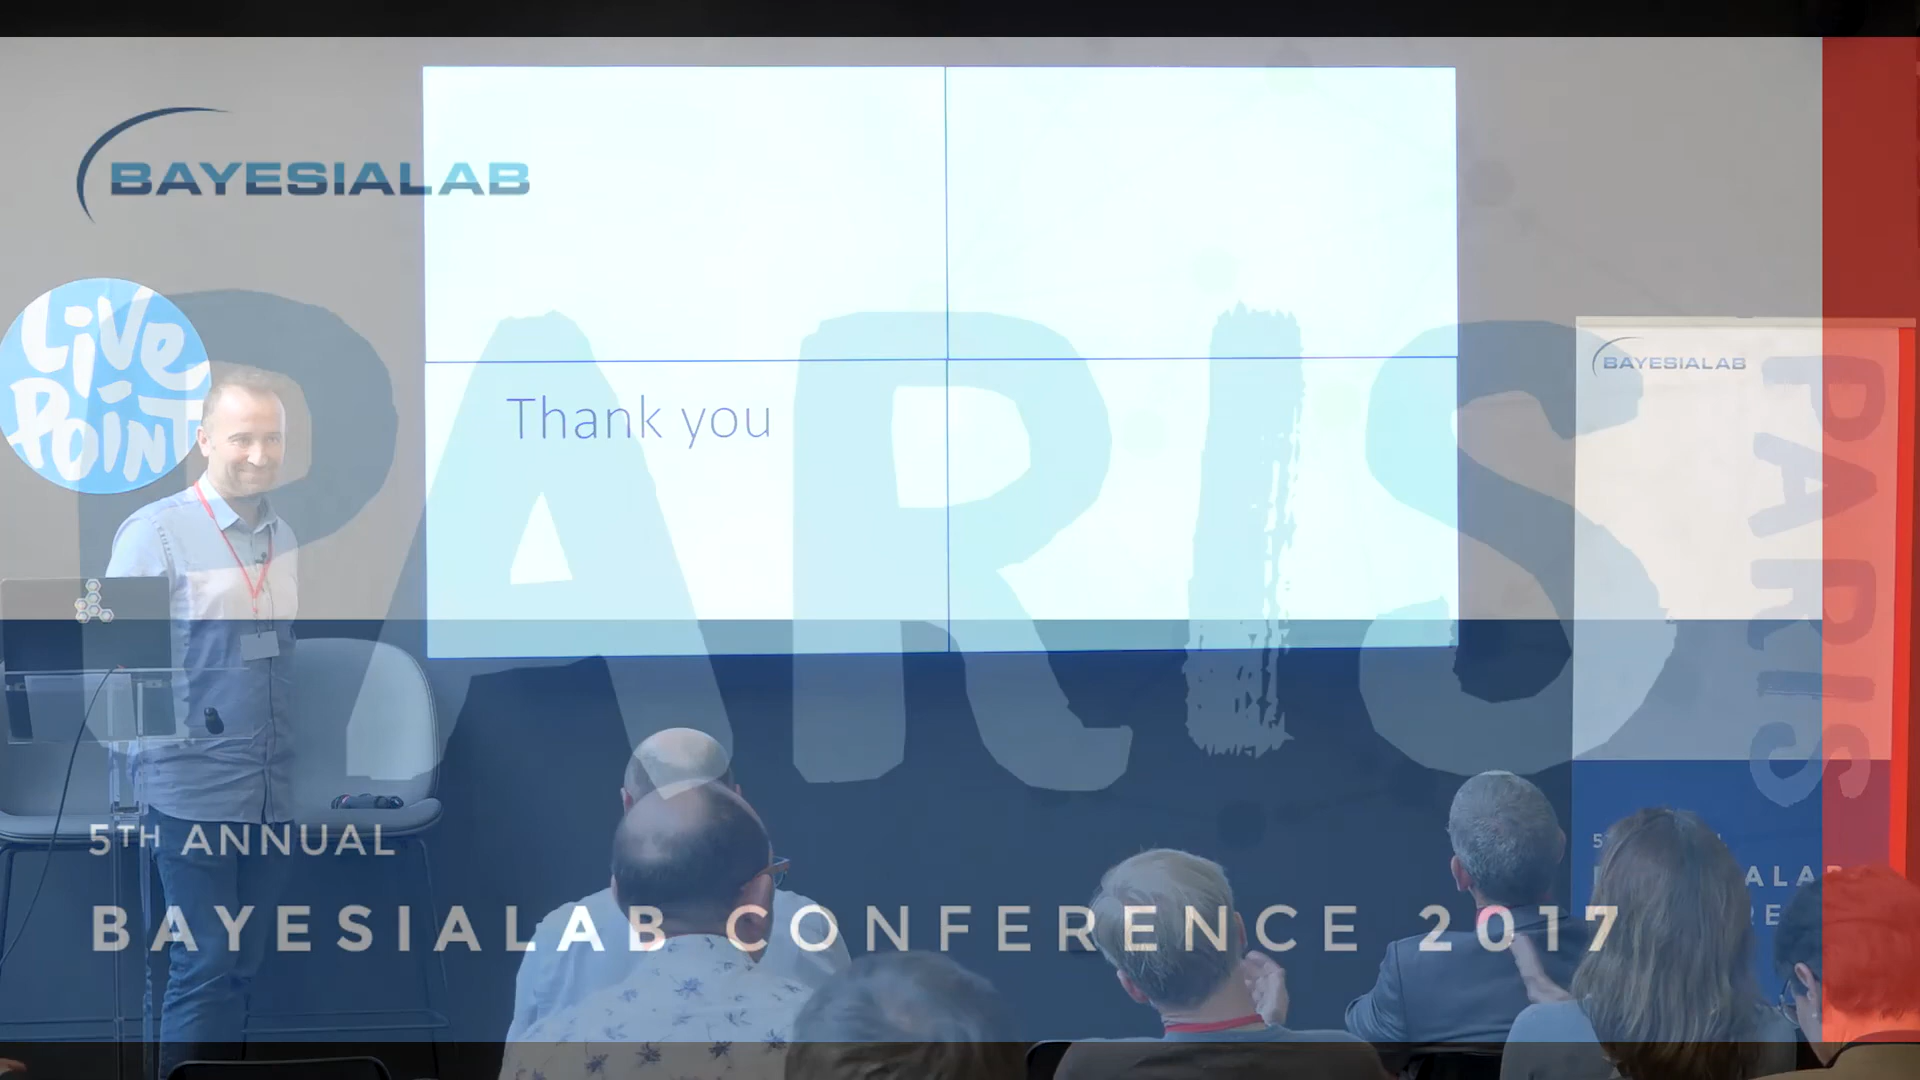 BAYESIALAB
LiVE
POINT
PARIS
Thank you
BAYESIALAB
PARIS
5TH ANNUAL
BAYESIALAB CONFERENCE 2017